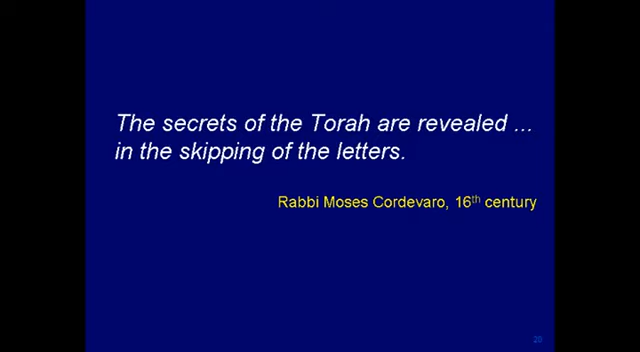 The secrets of the Torah are revealed ...
in the skipping of the letters.
Rabbi Moses Cordevaro, 16th century
20